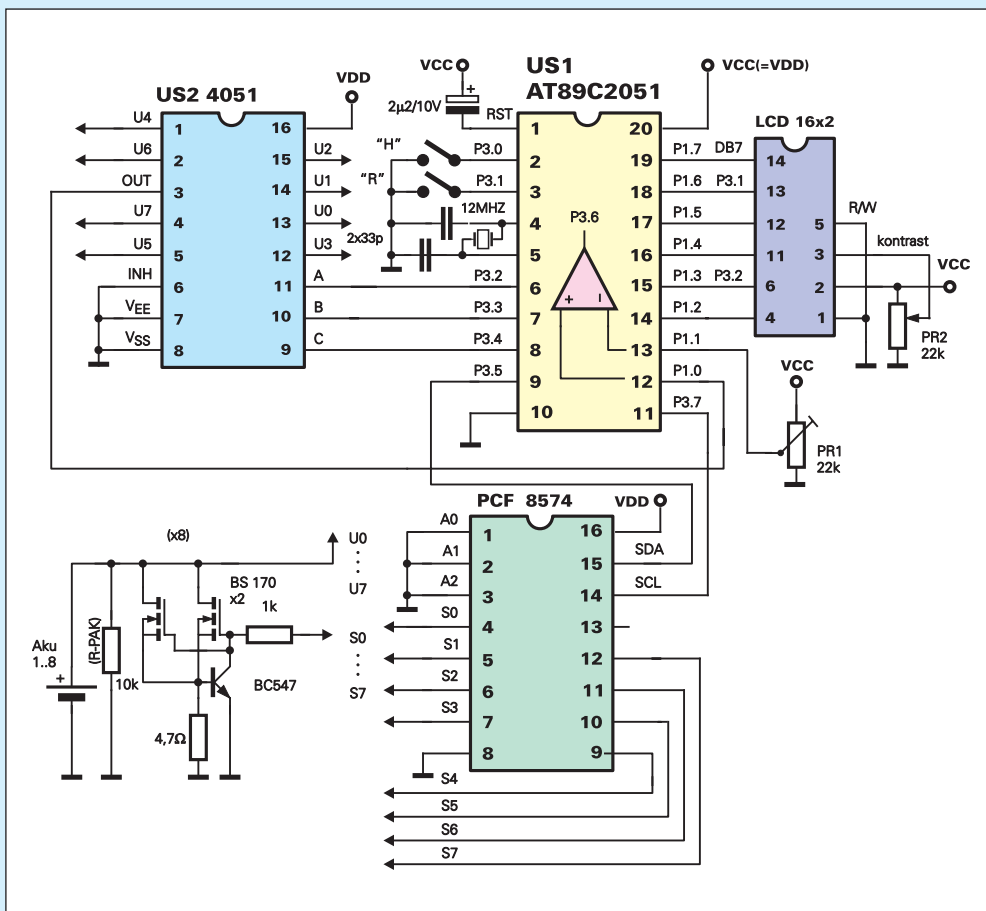 US2 4051
VDD
U4
1
16
U6
2
15
U2
OUT
3
14
U1
U7
4
13
U0
U5
5
12
U3
INH
6
11
A
VEE
7
10
B
VSS
8
9
C
VCC
+
2µ2/10V
RST
"H"
"R"
12MHZ
2x33p
US1
AT89C2051
VCC(=VDD)
1
20
P3.0
2
19
P1.7
DB7
P3.1
3
18
P1.6
P3.1
4
17
P1.5
5
16
P1.4
P3.2
6
15
P1.3
P3.2
P3.3
7
14
P1.2
P3.4
8
13
P1.1
P3.5
9
12
P1.0
10
11
P3.7
P3.6
+
–
LCD 16x2
14
13
12
5
R/W
11
3
kontrast
6
2
VCC
4
1
PR2
22k
VCC
PR1
22k
PCF 8574
VDD
A0
1
16
A1
2
15
SDA
A2
3
14
SCL
S0
4
13
S1
5
12
S2
6
11
S3
7
10
8
9
S4
S5
S6
S7
(x8)
U0
U7
BS 170
x2
1k
S0
S7
Aku
1..8
+
(R-PAK)
10k
BC547
4,7Ω